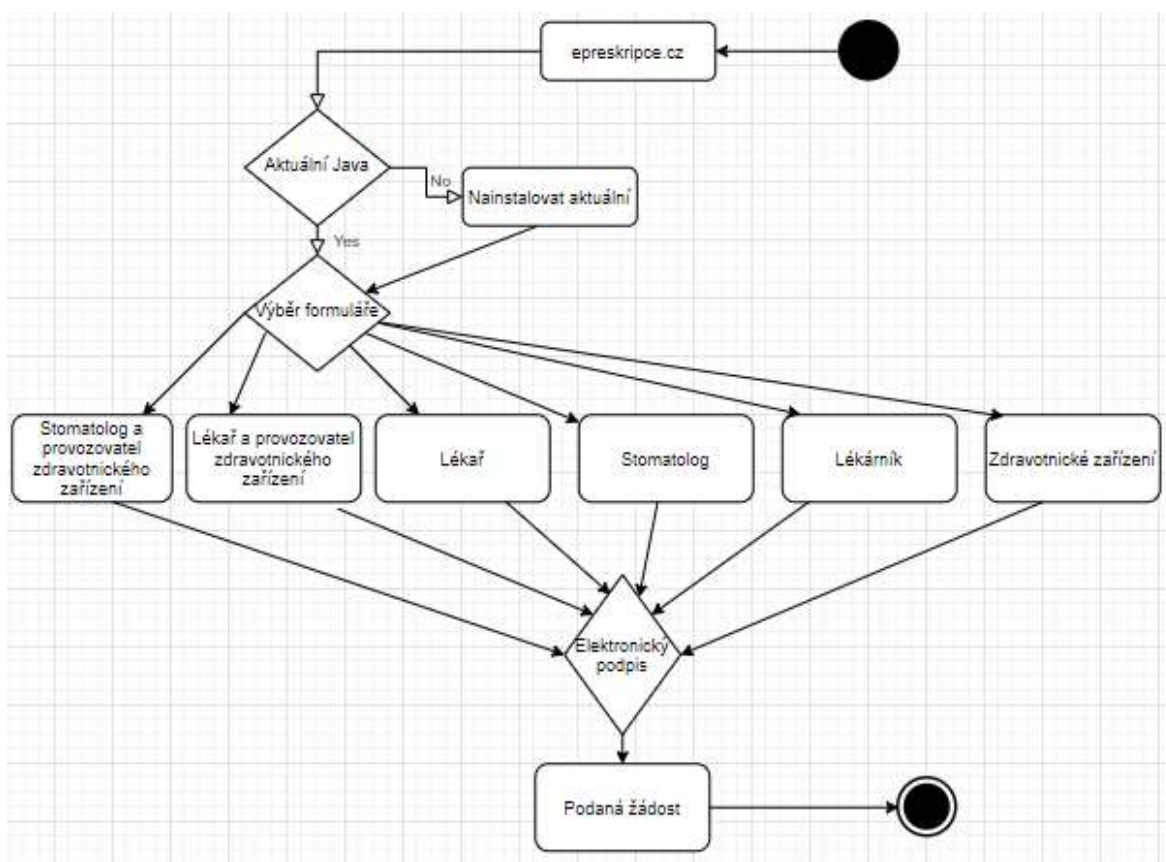 epreskripce.cz
Aktuální Java
No
Nainstalovat aktuální
Yes
Výběr formuláře
Stomatolog a
provozovatel
zdravotnického
zařízení
Lékař a provozovatel
zdravotnického
zařízení
Lékař
Stomatolog
Lékárník
Zdravotnické zařízení
Elektronický
podpis
Podaná žádost